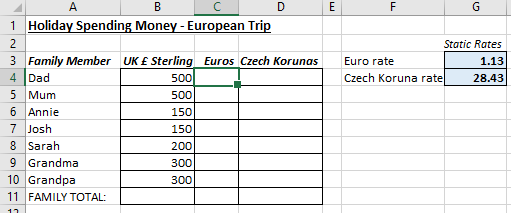 A B C D E F G
1 Holiday Spending Money - European Trip
2 Static Rates
3 Family Member UK £ Sterling Euros Czech Korunas Euro rate 1.13
4 Dad 500 Czech Koruna rate 28.43
5 Mum 500
6 Annie 150
7 Josh 150
8 Sarah 200
9 Grandma 300
10 Grandpa 300
11 FAMILY TOTAL: